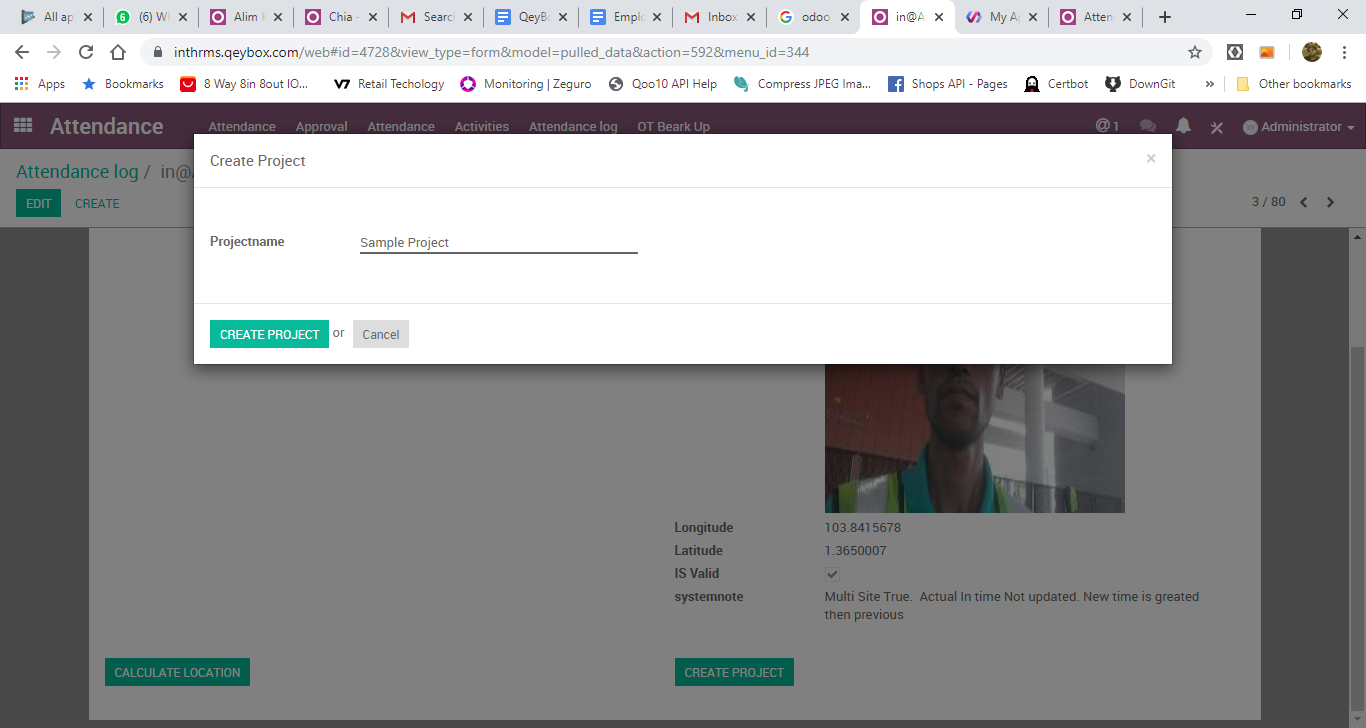 All ap
(6) Wh
Alim
Chia -
Searc
QeyBo
Emplo
Inbox
odoo
in@A
My A
Atten
inthrms.qeybox.com/web#id=4728&view_type=form&model=pulled_data&action=592&menu_id=344
Apps
Bookmarks
8 Way 8in 8out IO...
Retail Techology
Monitoring | Zeguro
Qoo10 API Help
Compress JPEG Ima...
Shops API - Pages
Certbot
DownGit
»
Other bookmarks
Attendance
Attendance
Approval
Attendance
Activities
Attendance log
OT Beark Up
@ 1
Administrator
Attendance log / in@
EDIT
CREATE
3 / 80
Create Project
×
Projectname
Sample Project
CREATE PROJECT or Cancel
Longitude
103.8415678
Latitude
1.3650007
IS Valid
systemnote
Multi Site True. Actual In time Not updated. New time is greated
then previous
CALCULATE LOCATION
CREATE PROJECT